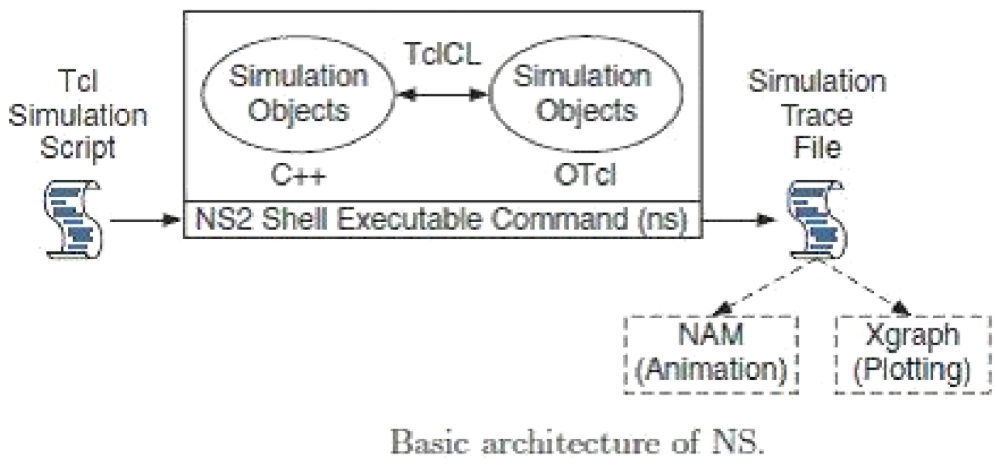 Tcl
Simulation
Script
TclCL
Simulation
Objects
C++
Simulation
Objects
OTcl
NS2 Shell Executable Command (ns)
Simulation
Trace
File
NAM
(Animation)
Xgraph
(Plotting)
Basic architecture of NS.